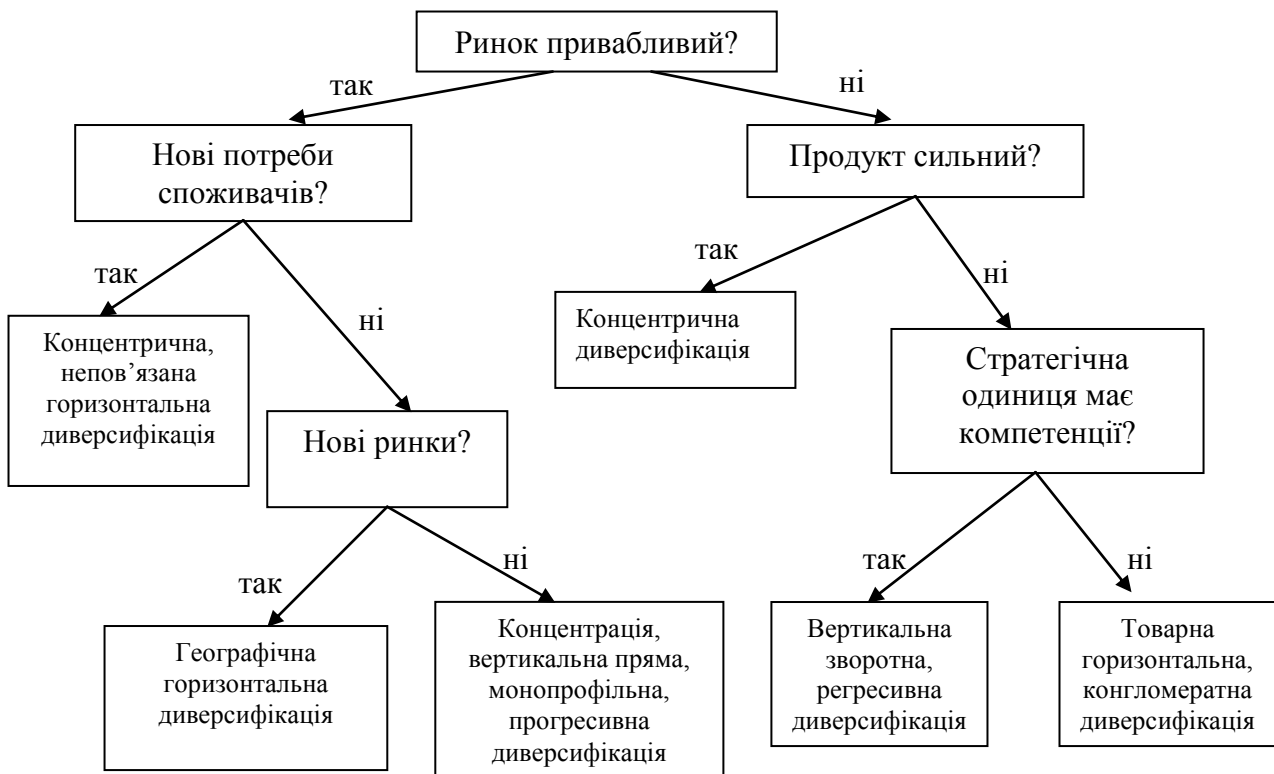 Ринок привабливий?
так
ні
Нові потреби
споживачів?
Продукт сильний?
так
ні
так
ні
Концентрична,
непов’язана
горизонтальна
диверсифікація
Концентрична
диверсифікація
Стратегічна
одиниця має
компетенції?
Нові ринки?
так
ні
так
ні
Географічна
горизонтальна
диверсифікація
Концентрація,
вертикальна пряма,
монопрофільна,
прогресивна
диверсифікація
Вертикальна
зворотна,
регресивна
диверсифікація
Товарна
горизонтальна,
конгломератна
диверсифікація